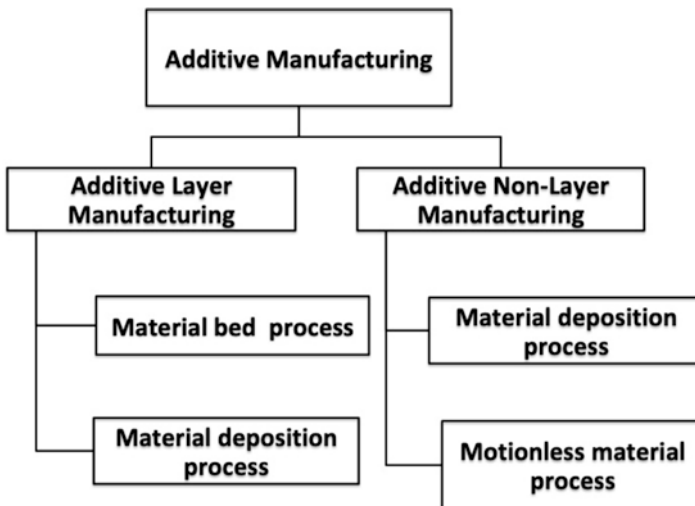 Additive Manufacturing
Additive Layer
Manufacturing
Additive Non-Layer
Manufacturing
Material bed process
Material deposition
process
Material deposition
process
Motionless material
process